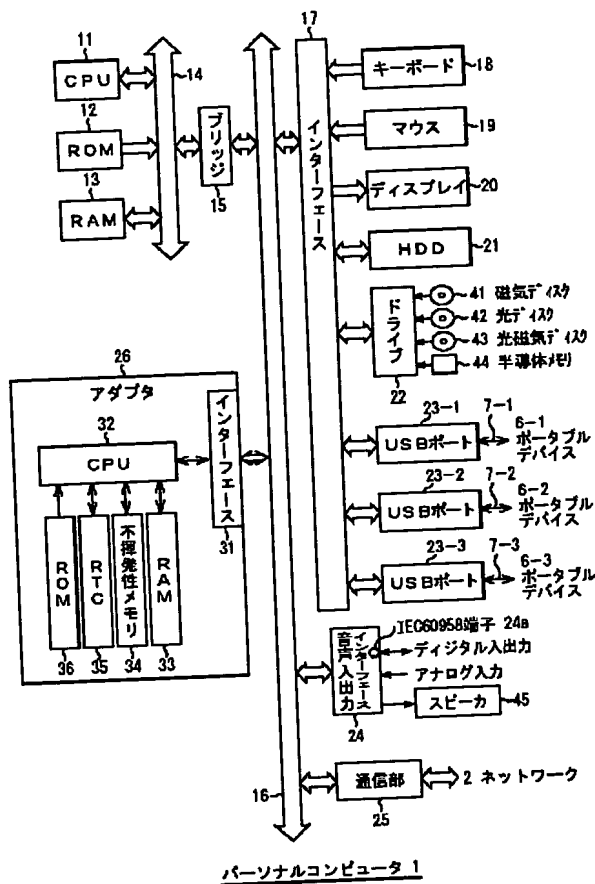 11
CPU
12
ROM
13
RAM
14
ブリッジ
15
17
インターフェース
キーボード 18
マウス 19
ディスプレイ 20
HDD 21
ドライブ
22
41 磁気ディスク
42 光ディスク
43 光磁気ディスク
44 半導体メモリ
23-1
USBポート
7-1
6-1
ポータブル
デバイス
23-2
USBポート
7-2
6-2
ポータブル
デバイス
23-3
USBポート
7-3
6-3
ポータブル
デバイス
26
アダプタ
32
CPU
インターフェース
31
ROM
36
RTC
35
不揮発性メモリ
34
RAM
33
音声入出力
インターフェース
24
IEC60958端子 24a
ディジタル入出力
アナログ入力
スピーカ 45
16
通信部
25
2 ネットワーク
パーソナルコンピュータ 1